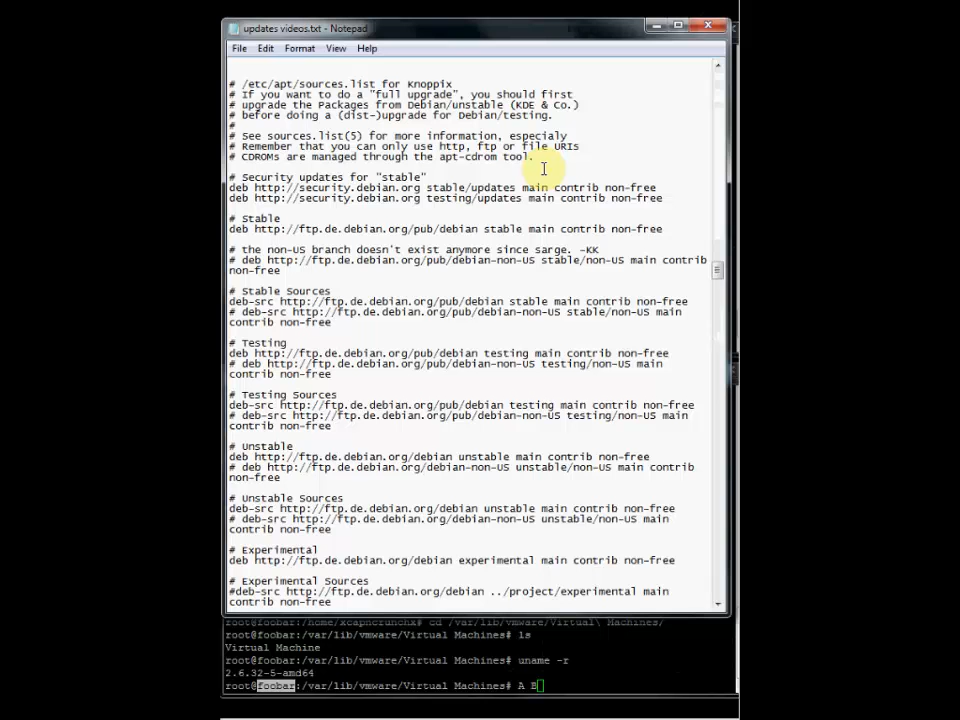 updates videos.txt - Notepad
File Edit Format View Help
# /etc/apt/sources.list for Knoppix
# If you want to do a "full upgrade", you should first
# upgrade the Packages from Debian/unstable (KDE & Co.)
# before doing a (dist-)upgrade for Debian/testing.
#
# See sources.list(5) for more information, especialy
# Remember that you can only use http, ftp or file URIs
# CDROMs are managed through the apt-cdrom tool.
# Security updates for "stable"
deb http://security.debian.org stable/updates main contrib non-free
deb http://security.debian.org testing/updates main contrib non-free
# Stable
deb http://ftp.de.debian.org/pub/debian stable main contrib non-free
# the non-US branch doesn't exist anymore since sarge. -KK
# deb http://ftp.de.debian.org/pub/debian-non-US stable/non-US main contrib
non-free
# Stable Sources
deb-src http://ftp.de.debian.org/pub/debian stable main contrib non-free
# deb-src http://ftp.de.debian.org/pub/debian-non-US stable/non-US main
contrib non-free
# Testing
deb http://ftp.de.debian.org/pub/debian testing main contrib non-free
# deb http://ftp.de.debian.org/pub/debian-non-US testing/non-US main
contrib non-free
# Testing Sources
deb-src http://ftp.de.debian.org/pub/debian testing main contrib non-free
# deb-src http://ftp.de.debian.org/pub/debian-non-US testing/non-US main
contrib non-free
# Unstable
deb http://ftp.de.debian.org/debian unstable main contrib non-free
# deb http://ftp.de.debian.org/debian-non-US unstable/non-US main contrib
non-free
# Unstable Sources
deb-src http://ftp.de.debian.org/debian unstable main contrib non-free
# deb-src http://ftp.de.debian.org/debian-non-US unstable/non-US main
contrib non-free
# Experimental
deb http://ftp.de.debian.org/debian experimental main contrib non-free
# Experimental Sources
#deb-src http://ftp.de.debian.org/debian ../project/experimental main
contrib non-free
root@foobar:/home/xcapncrunchx# cd /var/lib/vmware/Virtual\ Machines/
root@foobar:/var/lib/vmware/Virtual Machines# ls
Virtual Machine
root@foobar:/var/lib/vmware/Virtual Machines# uname -r
2.6.32-5-amd64
root@foobar:/var/lib/vmware/Virtual Machines# A B